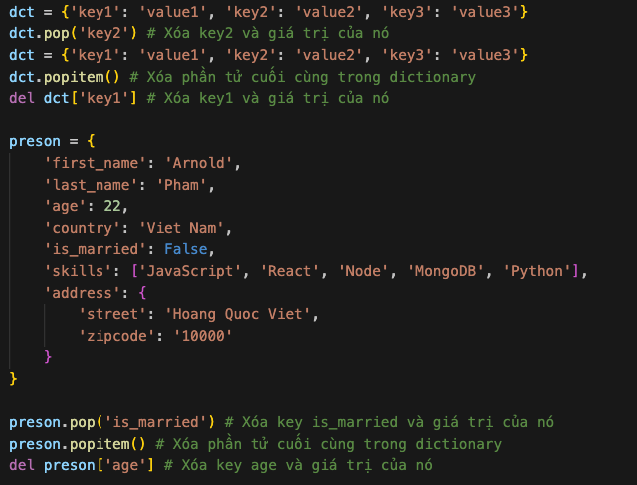 dct = {'key1': 'value1', 'key2': 'value2', 'key3': 'value3'}
dct.pop('key2') # Xóa key2 và giá trị của nó
dct = {'key1': 'value1', 'key2': 'value2', 'key3': 'value3'}
dct.popitem() # Xóa phần tử cuối cùng trong dictionary
del dct['key1'] # Xóa key1 và giá trị của nó

preson = {
    'first_name': 'Arnold',
    'last_name': 'Pham',
    'age': 22,
    'country': 'Viet Nam',
    'is_married': False,
    'skills': ['JavaScript', 'React', 'Node', 'MongoDB', 'Python'],
    'address': {
        'street': 'Hoang Quoc Viet',
        'zipcode': '10000'
    }
}

preson.pop('is_married') # Xóa key is_married và giá trị của nó
preson.popitem() # Xóa phần tử cuối cùng trong dictionary
del preson['age'] # Xóa key age và giá trị của nó